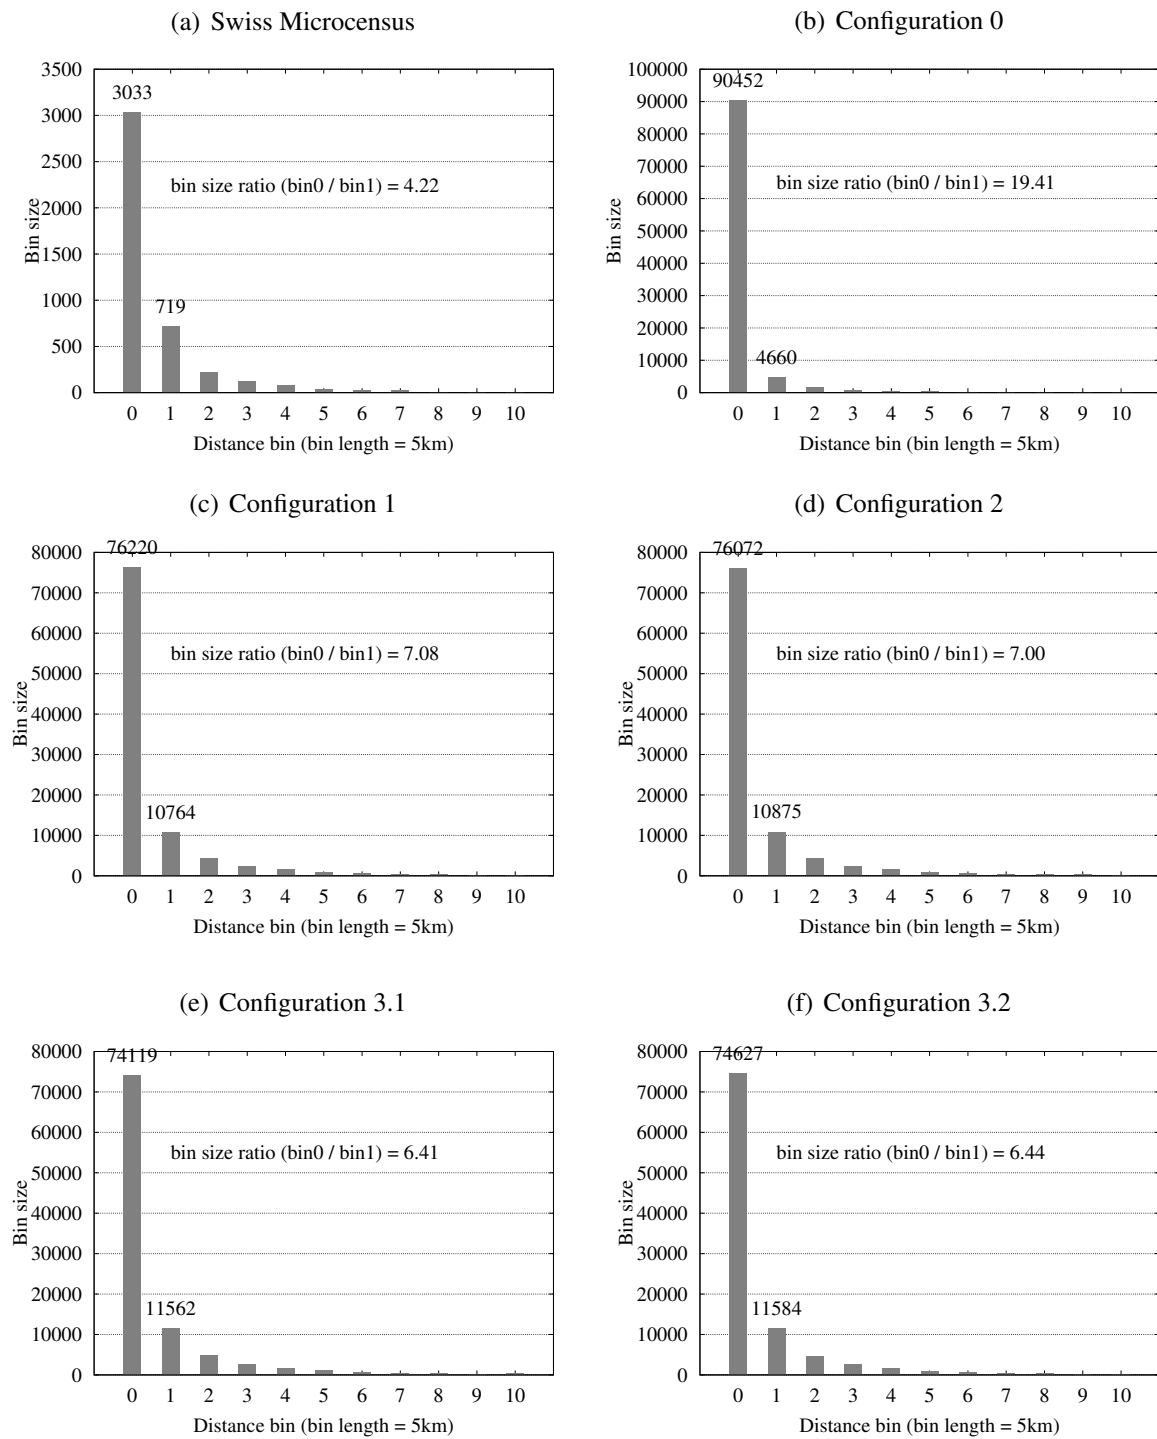 (a) Swiss Microcensus
3500
3000
2500
2000
1500
1000
500
0
Bin size
3033
719
bin size ratio (bin0 / bin1) = 4.22
0 1 2 3 4 5 6 7 8 9 10
Distance bin (bin length = 5km)
(b) Configuration 0
100000
90000
80000
70000
60000
50000
40000
30000
20000
10000
0
Bin size
90452
4660
bin size ratio (bin0 / bin1) = 19.41
0 1 2 3 4 5 6 7 8 9 10
Distance bin (bin length = 5km)
(c) Configuration 1
80000
70000
60000
50000
40000
30000
20000
10000
0
Bin size
76220
10764
bin size ratio (bin0 / bin1) = 7.08
0 1 2 3 4 5 6 7 8 9 10
Distance bin (bin length = 5km)
(d) Configuration 2
80000
70000
60000
50000
40000
30000
20000
10000
0
Bin size
76072
10875
bin size ratio (bin0 / bin1) = 7.00
0 1 2 3 4 5 6 7 8 9 10
Distance bin (bin length = 5km)
(e) Configuration 3.1
80000
70000
60000
50000
40000
30000
20000
10000
0
Bin size
74119
11562
bin size ratio (bin0 / bin1) = 6.41
0 1 2 3 4 5 6 7 8 9 10
Distance bin (bin length = 5km)
(f) Configuration 3.2
80000
70000
60000
50000
40000
30000
20000
10000
0
Bin size
74627
11584
bin size ratio (bin0 / bin1) = 6.44
0 1 2 3 4 5 6 7 8 9 10
Distance bin (bin length = 5km)